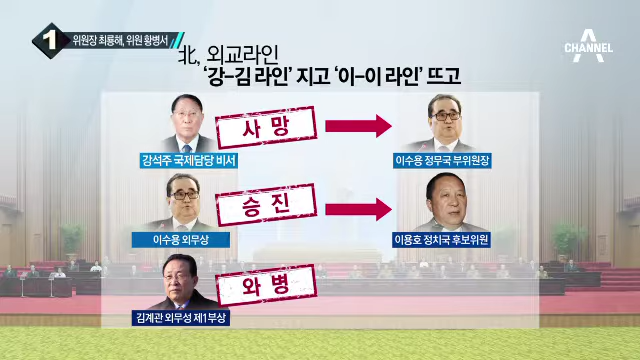 1 위원장 최룡해, 위원 황병서
CHANNEL A
北, 외교라인
‘강-김 라인’ 지고 ‘이-이 라인’ 뜨고
사 망
강석주 국제담당 비서
이수용 정무국 부위원장
승 진
이수용 외무상
이용호 정치국 후보위원
와 병
김계관 외무성 제1부상